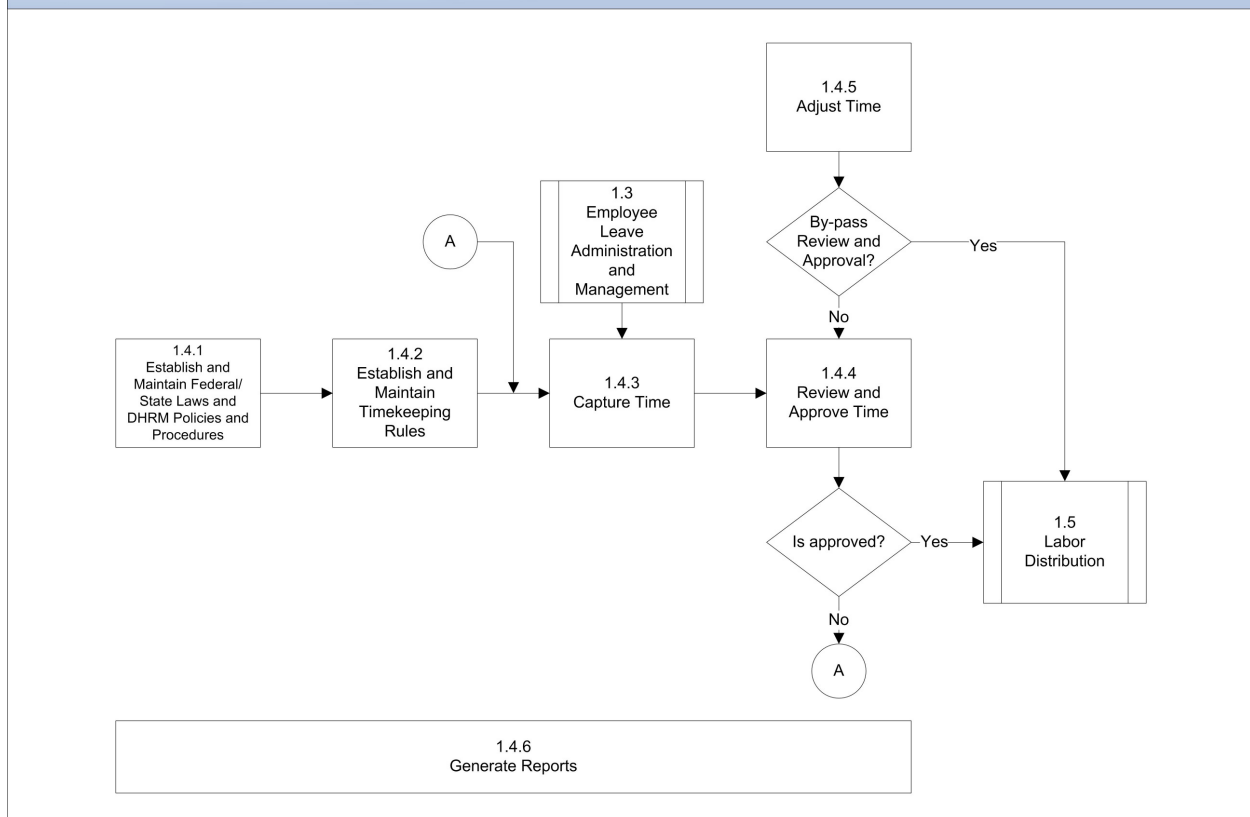 1.4.5
Adjust Time
1.3
Employee
Leave
Administration
and
Management
By-pass
Review and
Approval?
Yes
A
No
1.4.1
Establish and
Maintain Federal/
State Laws and
DHRM Policies and
Procedures
1.4.2
Establish and
Maintain
Timekeeping
Rules
1.4.3
Capture Time
1.4.4
Review and
Approve Time
Is approved?
Yes
1.5
Labor
Distribution
No
A
1.4.6
Generate Reports